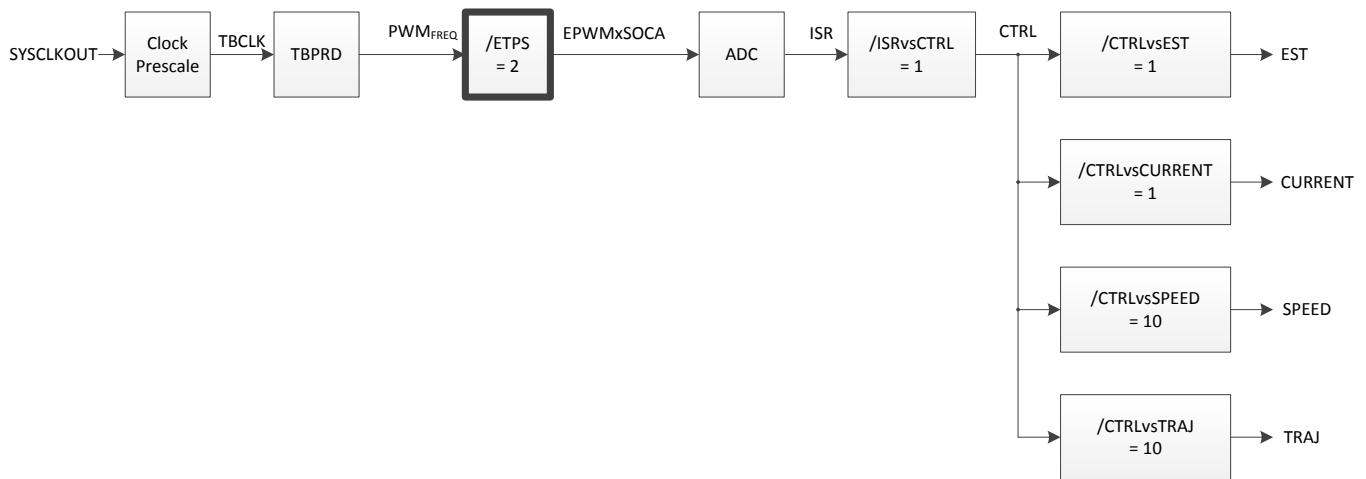 SYSCLKOUT
Clock
Prescale
TBCLK
TBPRD
PWMFREQ
/ETPS
= 2
EPWMxSOCA
ADC
ISR
/ISRvsCTRL
= 1
CTRL
/CTRLvsEST
= 1
EST
/CTRLvsCURRENT
= 1
CURRENT
/CTRLvsSPEED
= 10
SPEED
/CTRLvsTRAJ
= 10
TRAJ